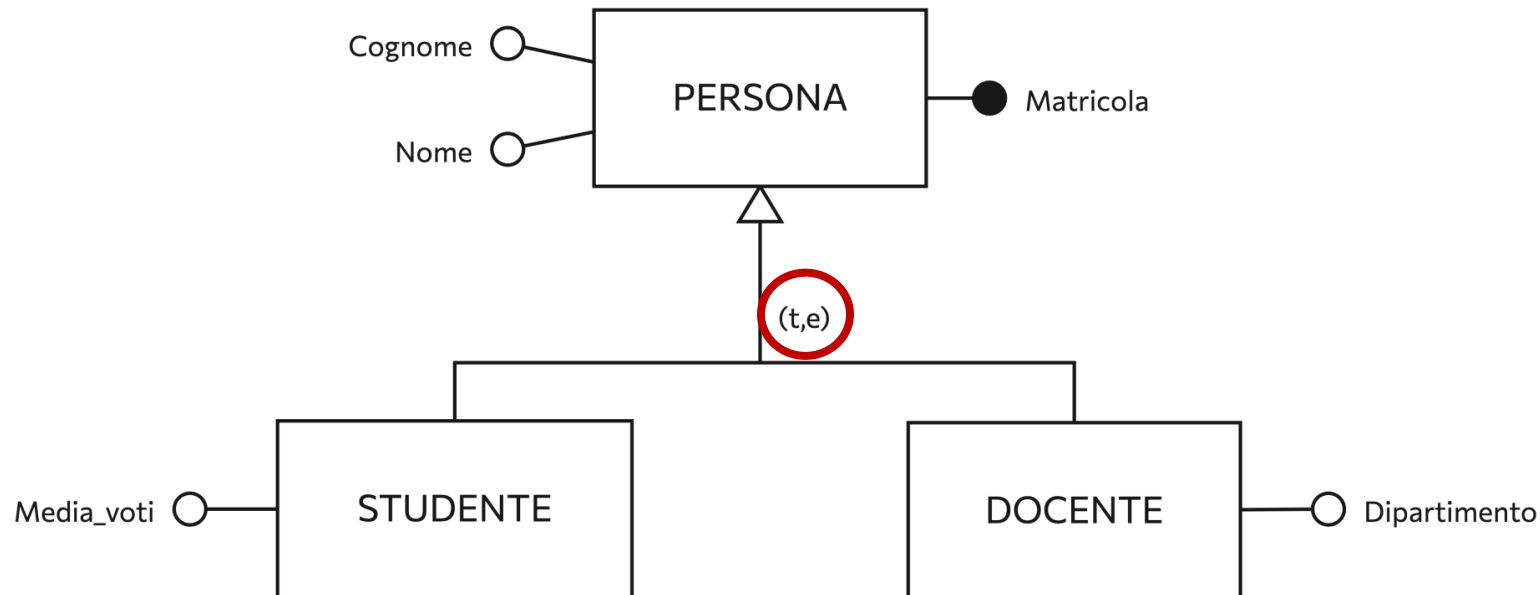 Cognome
PERSONA
Matricola
Nome
(t,e)
Media_voti
STUDENTE
DOCENTE
Dipartimento